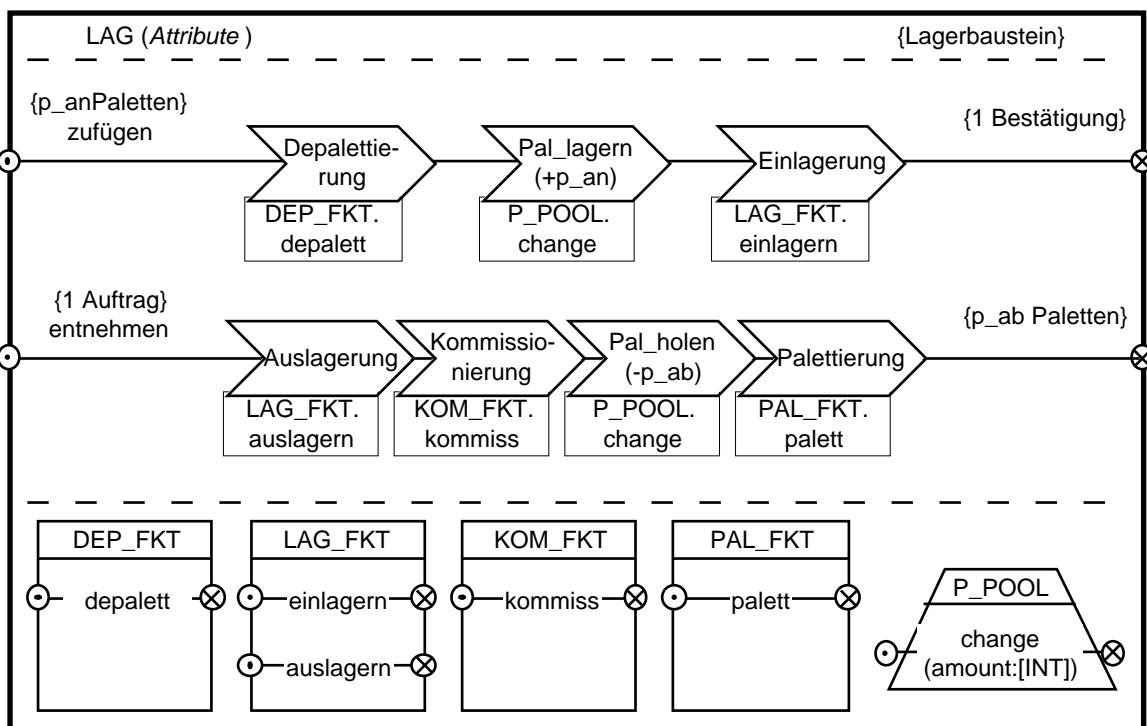 LAG (Attribute )
{Lagerbaustein}
{p_anPaletten}
zufügen
Depalettie-
rung
DEP_FKT.
depalett
Pal_lagern
(+p_an)
P_POOL.
change
Einlagerung
LAG_FKT.
einlagern
{1 Bestätigung}
{1 Auftrag}
entnehmen
Auslagerung
LAG_FKT.
auslagern
Kommissio-
nierung
KOM_FKT.
kommiss
Pal_holen
(-p_ab)
P_POOL.
change
Palettierung
PAL_FKT.
palett
{p_ab Paletten}
DEP_FKT
depalett
LAG_FKT
einlagern
auslagern
KOM_FKT
kommiss
PAL_FKT
palett
P_POOL
change
(amount:[INT])